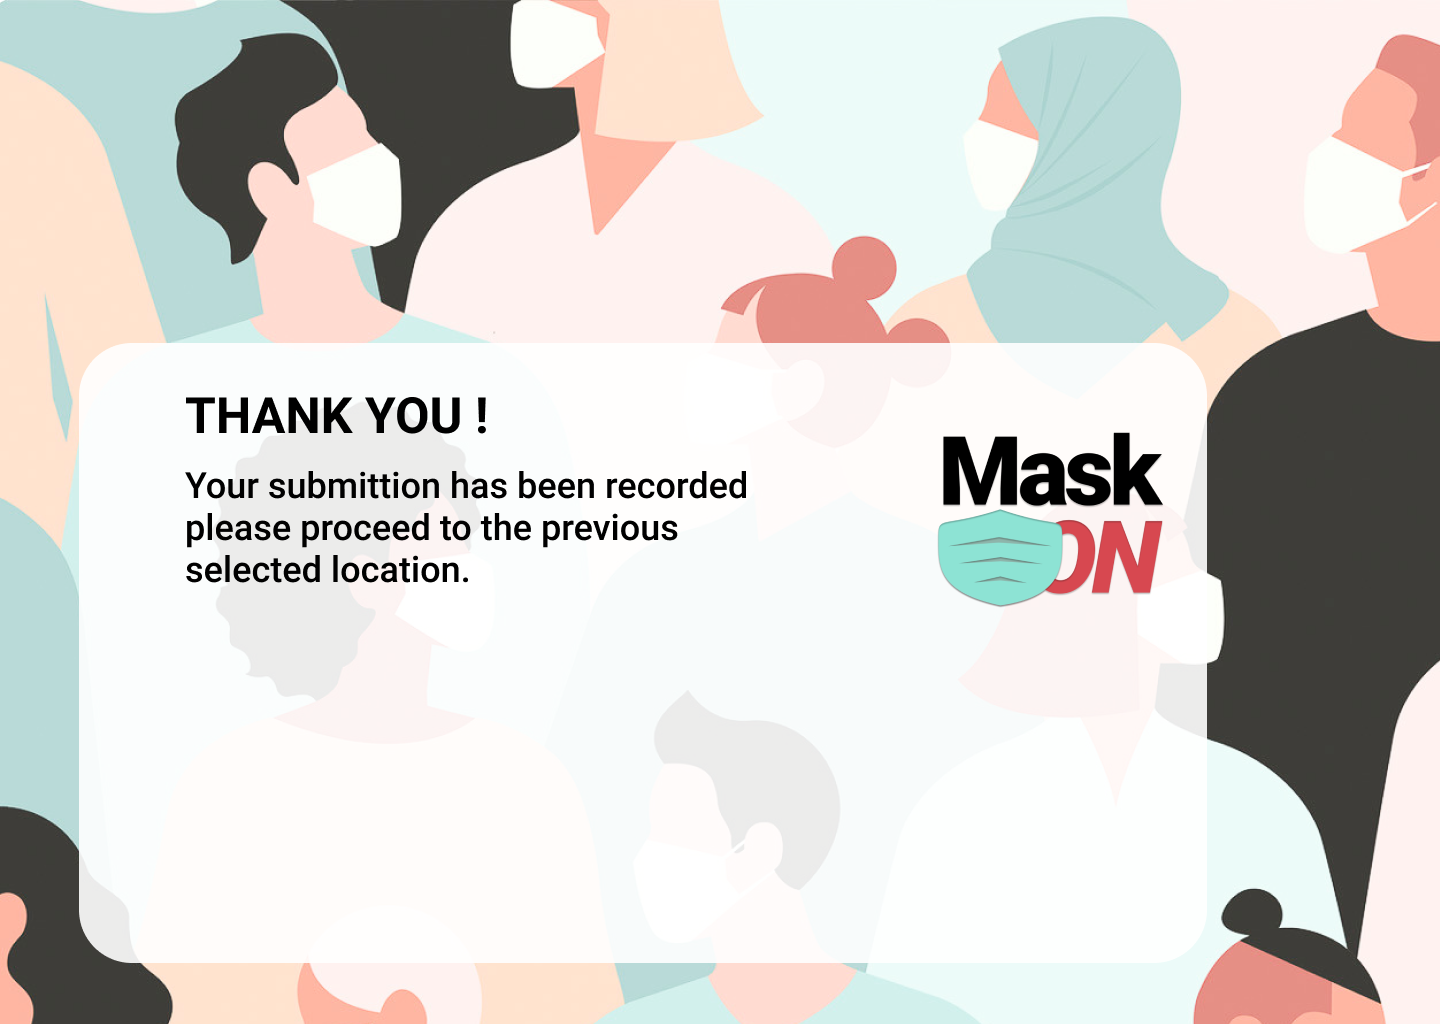 THANK YOU !
Your submittion has been recorded
please proceed to the previous
selected location.
Mask
ON